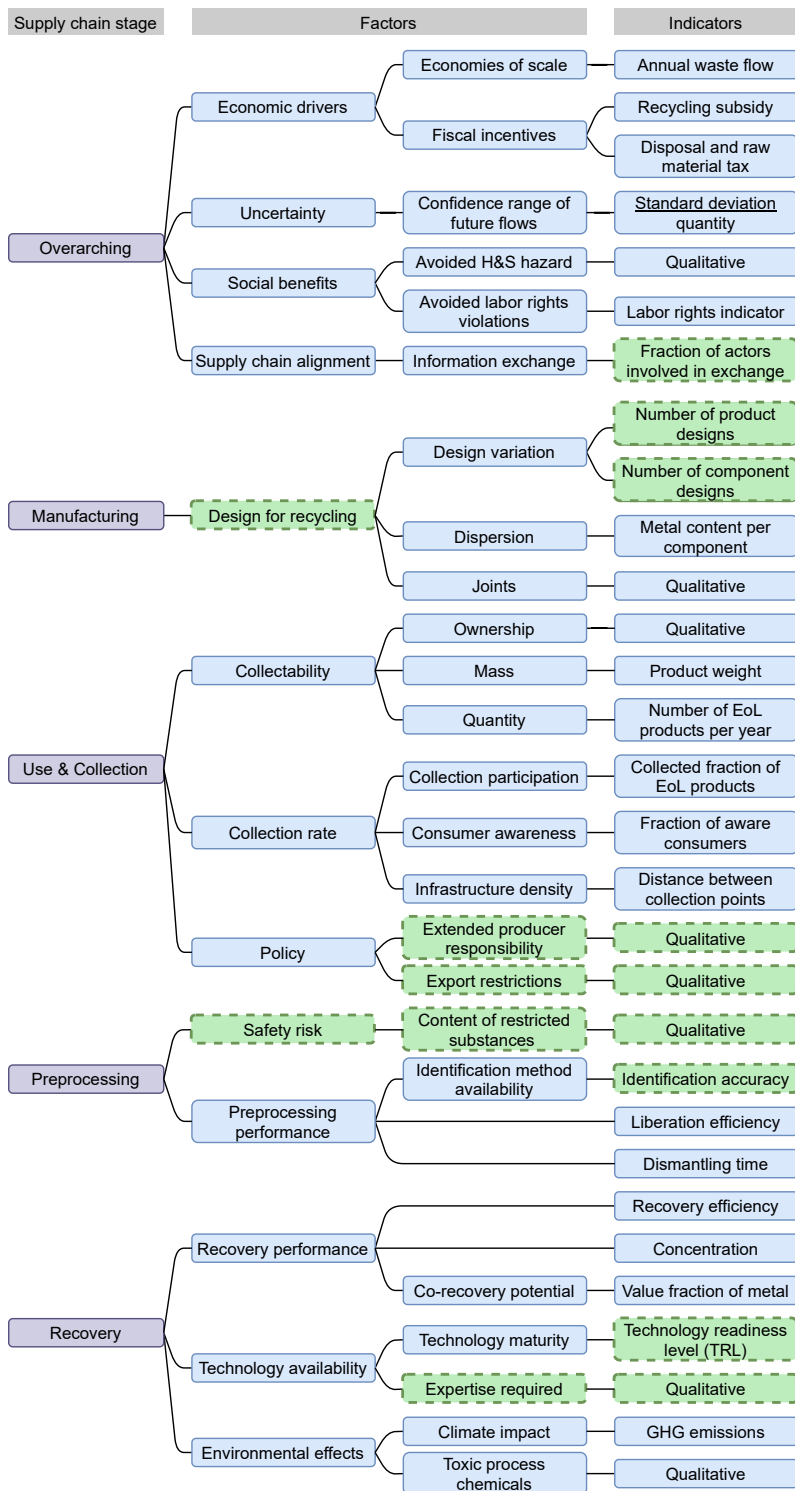 Supply chain stage
Factors
Indicators
Economies of scale
Annual waste flow
Economic drivers
Recycling subsidy
Fiscal incentives
Disposal and raw
material tax
Uncertainty
Confidence range of
future flows
Standard deviation
quantity
Overarching
Avoided H&S hazard
Qualitative
Social benefits
Avoided labor rights
violations
Labor rights indicator
Supply chain alignment
Information exchange
Fraction of actors
involved in exchange
Number of product
designs
Design variation
Number of component
designs
Manufacturing
Design for recycling
Dispersion
Metal content per
component
Joints
Qualitative
Ownership
Qualitative
Collectability
Mass
Product weight
Quantity
Number of EoL
products per year
Use & Collection
Collection participation
Collected fraction of
EoL products
Collection rate
Consumer awareness
Fraction of aware
consumers
Infrastructure density
Distance between
collection points
Extended producer
responsibility
Qualitative
Policy
Export restrictions
Qualitative
Safety risk
Content of restricted
substances
Qualitative
Preprocessing
Identification method
availability
Identification accuracy
Preprocessing
performance
Liberation efficiency
Dismantling time
Recovery efficiency
Recovery performance
Concentration
Co-recovery potential
Value fraction of metal
Recovery
Technology maturity
Technology readiness
level (TRL)
Technology availability
Expertise required
Qualitative
Climate impact
GHG emissions
Environmental effects
Toxic process
chemicals
Qualitative